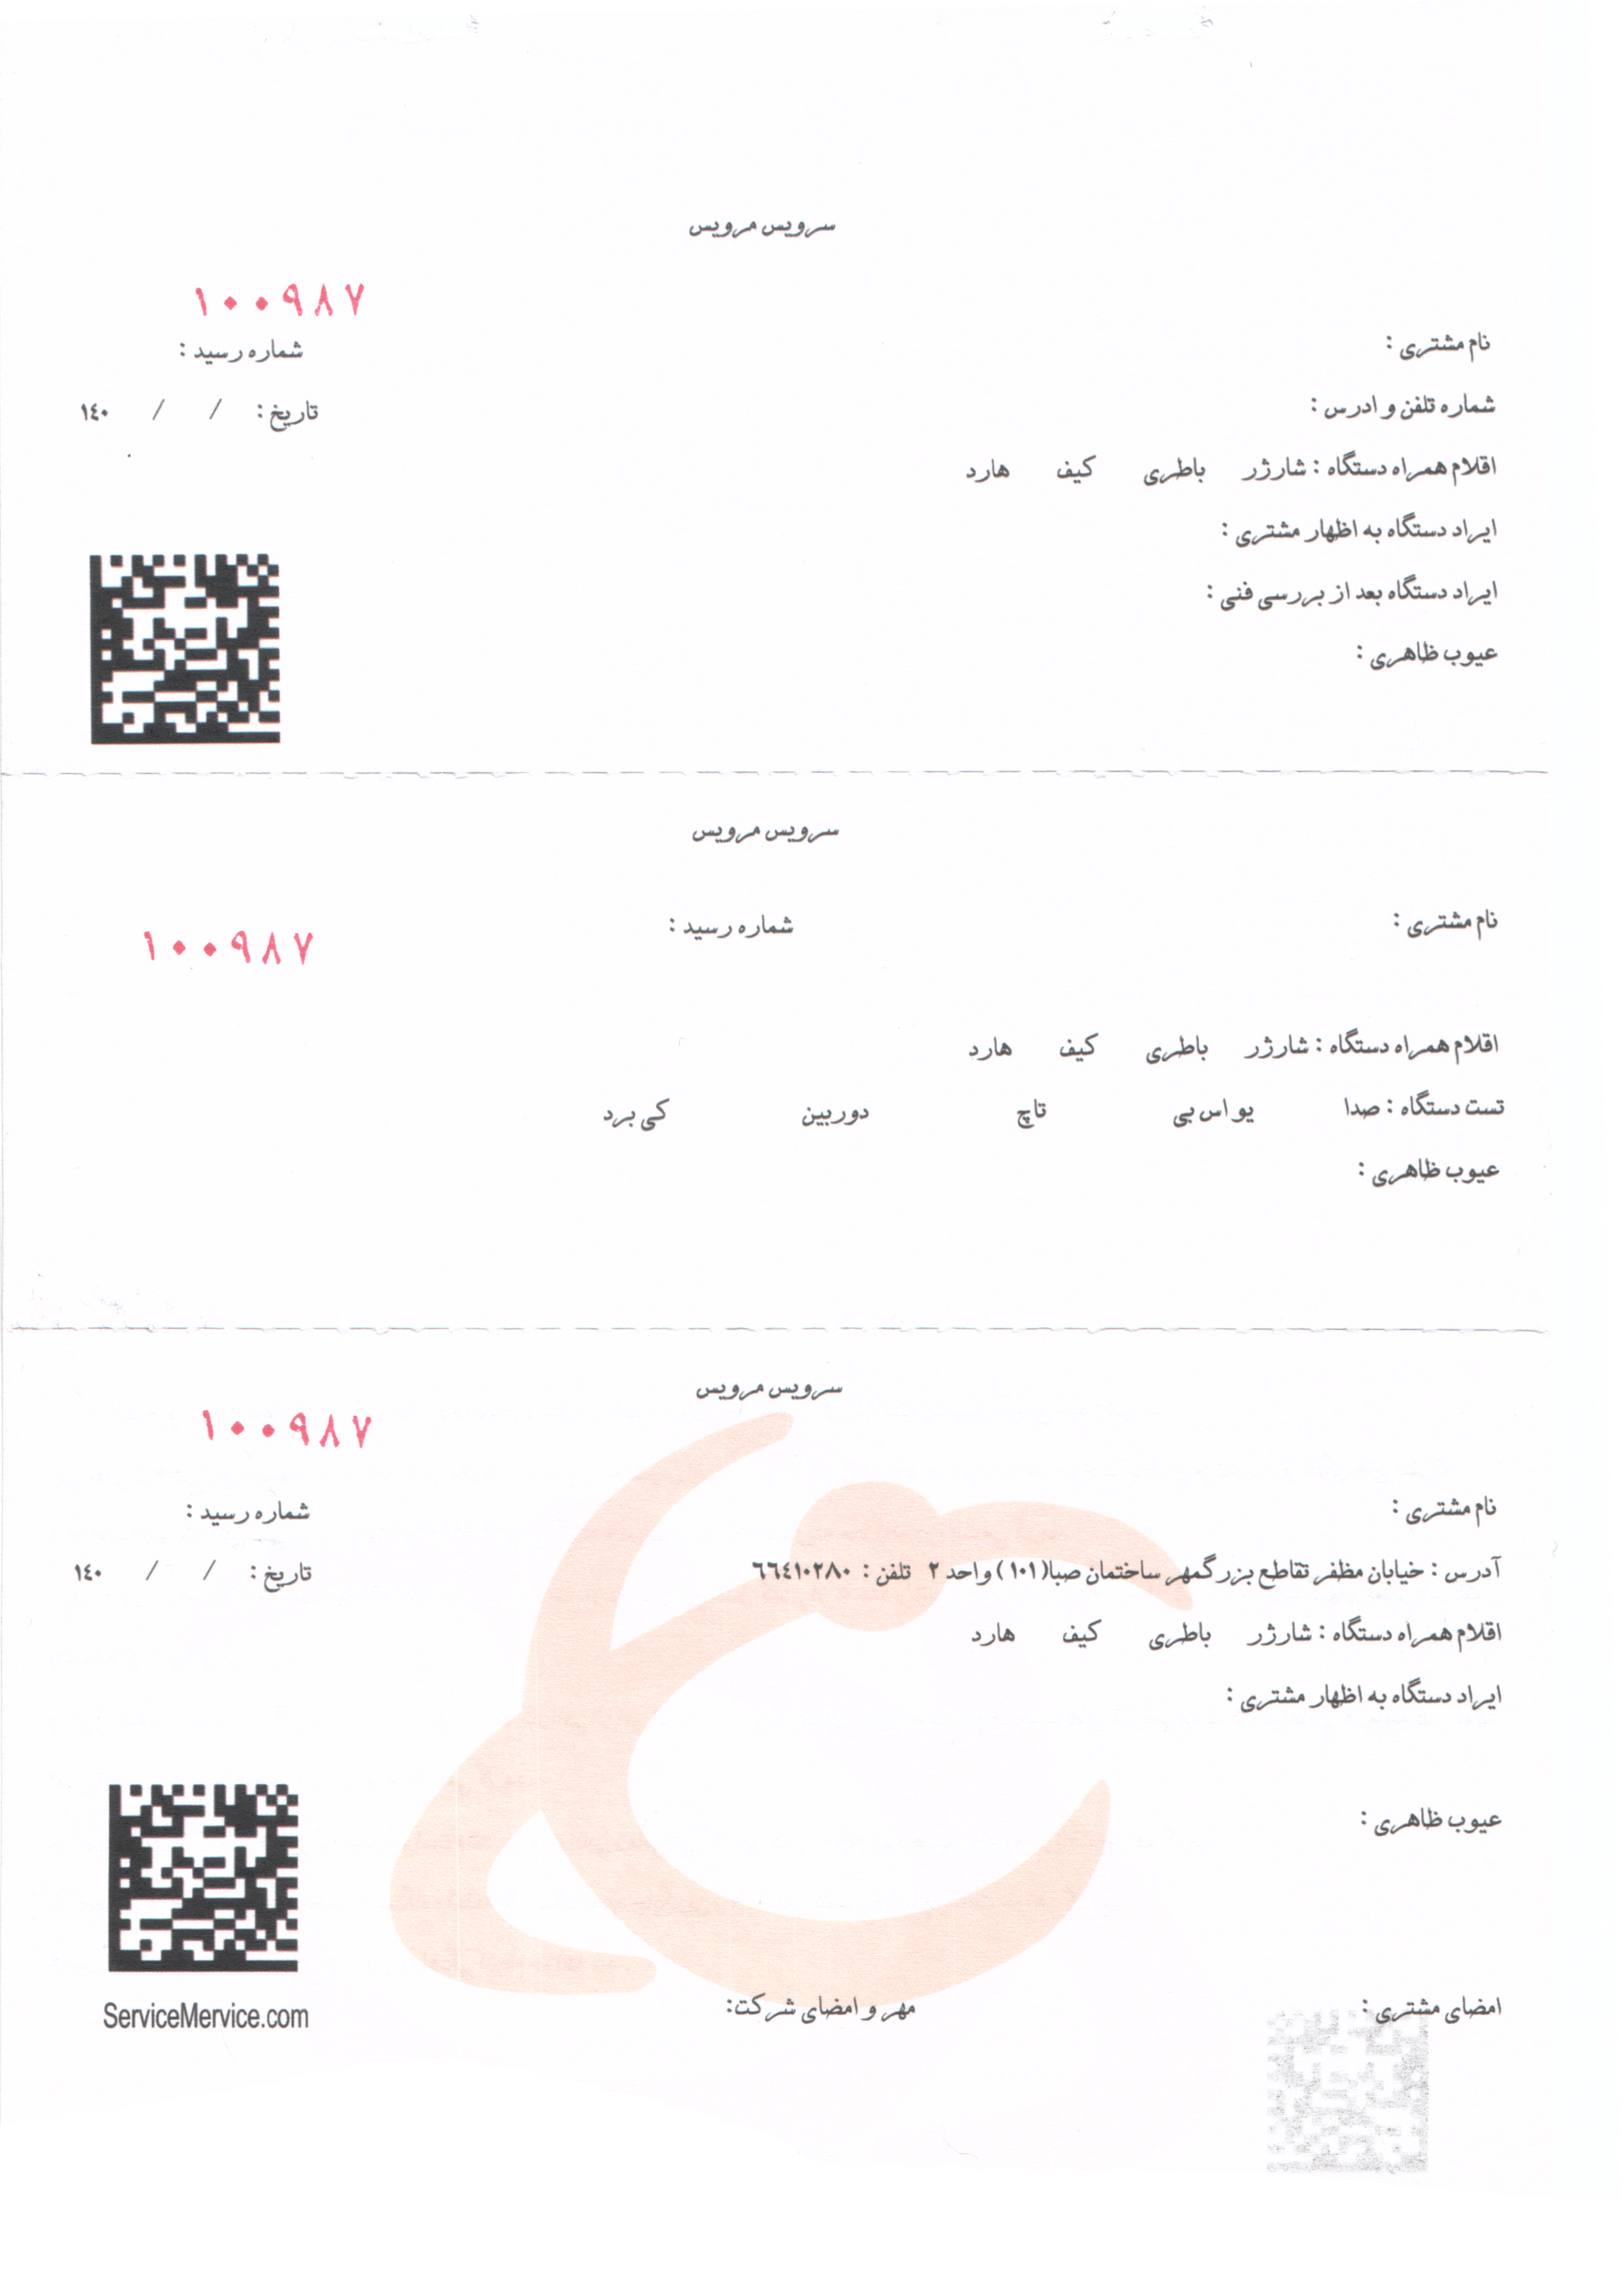 سرویس مرویس
۱۰۰۹۸۷
نام مشتری :
شماره رسید :
شماره تلفن و ادرس :
تاریخ : / / ۱٤۰
اقلام همراه دستگاه : شارژر باطری کیف هارد
ایراد دستگاه به اظهار مشتری :
ایراد دستگاه بعد از بررسی فنی :
عیوب ظاهری :
سرویس مرویس
نام مشتری : شماره رسید : ۱۰۰۹۸۷
اقلام همراه دستگاه : شارژر باطری کیف هارد
تست دستگاه : صدا یو اس بی تاچ دوربین کی برد
عیوب ظاهری :
سرویس مرویس
۱۰۰۹۸۷
نام مشتری : شماره رسید :
آدرس : خیابان مظفر تقاطع بزرگمهر ساختمان صبا(۱۰۱) واحد ۲ تلفن : ٦٦٤۱۰۲۸۰ تاریخ : / / ۱٤۰
اقلام همراه دستگاه : شارژر باطری کیف هارد
ایراد دستگاه به اظهار مشتری :
عیوب ظاهری :
امضای مشتری : مهر و امضای شرکت:
ServiceMervice.com